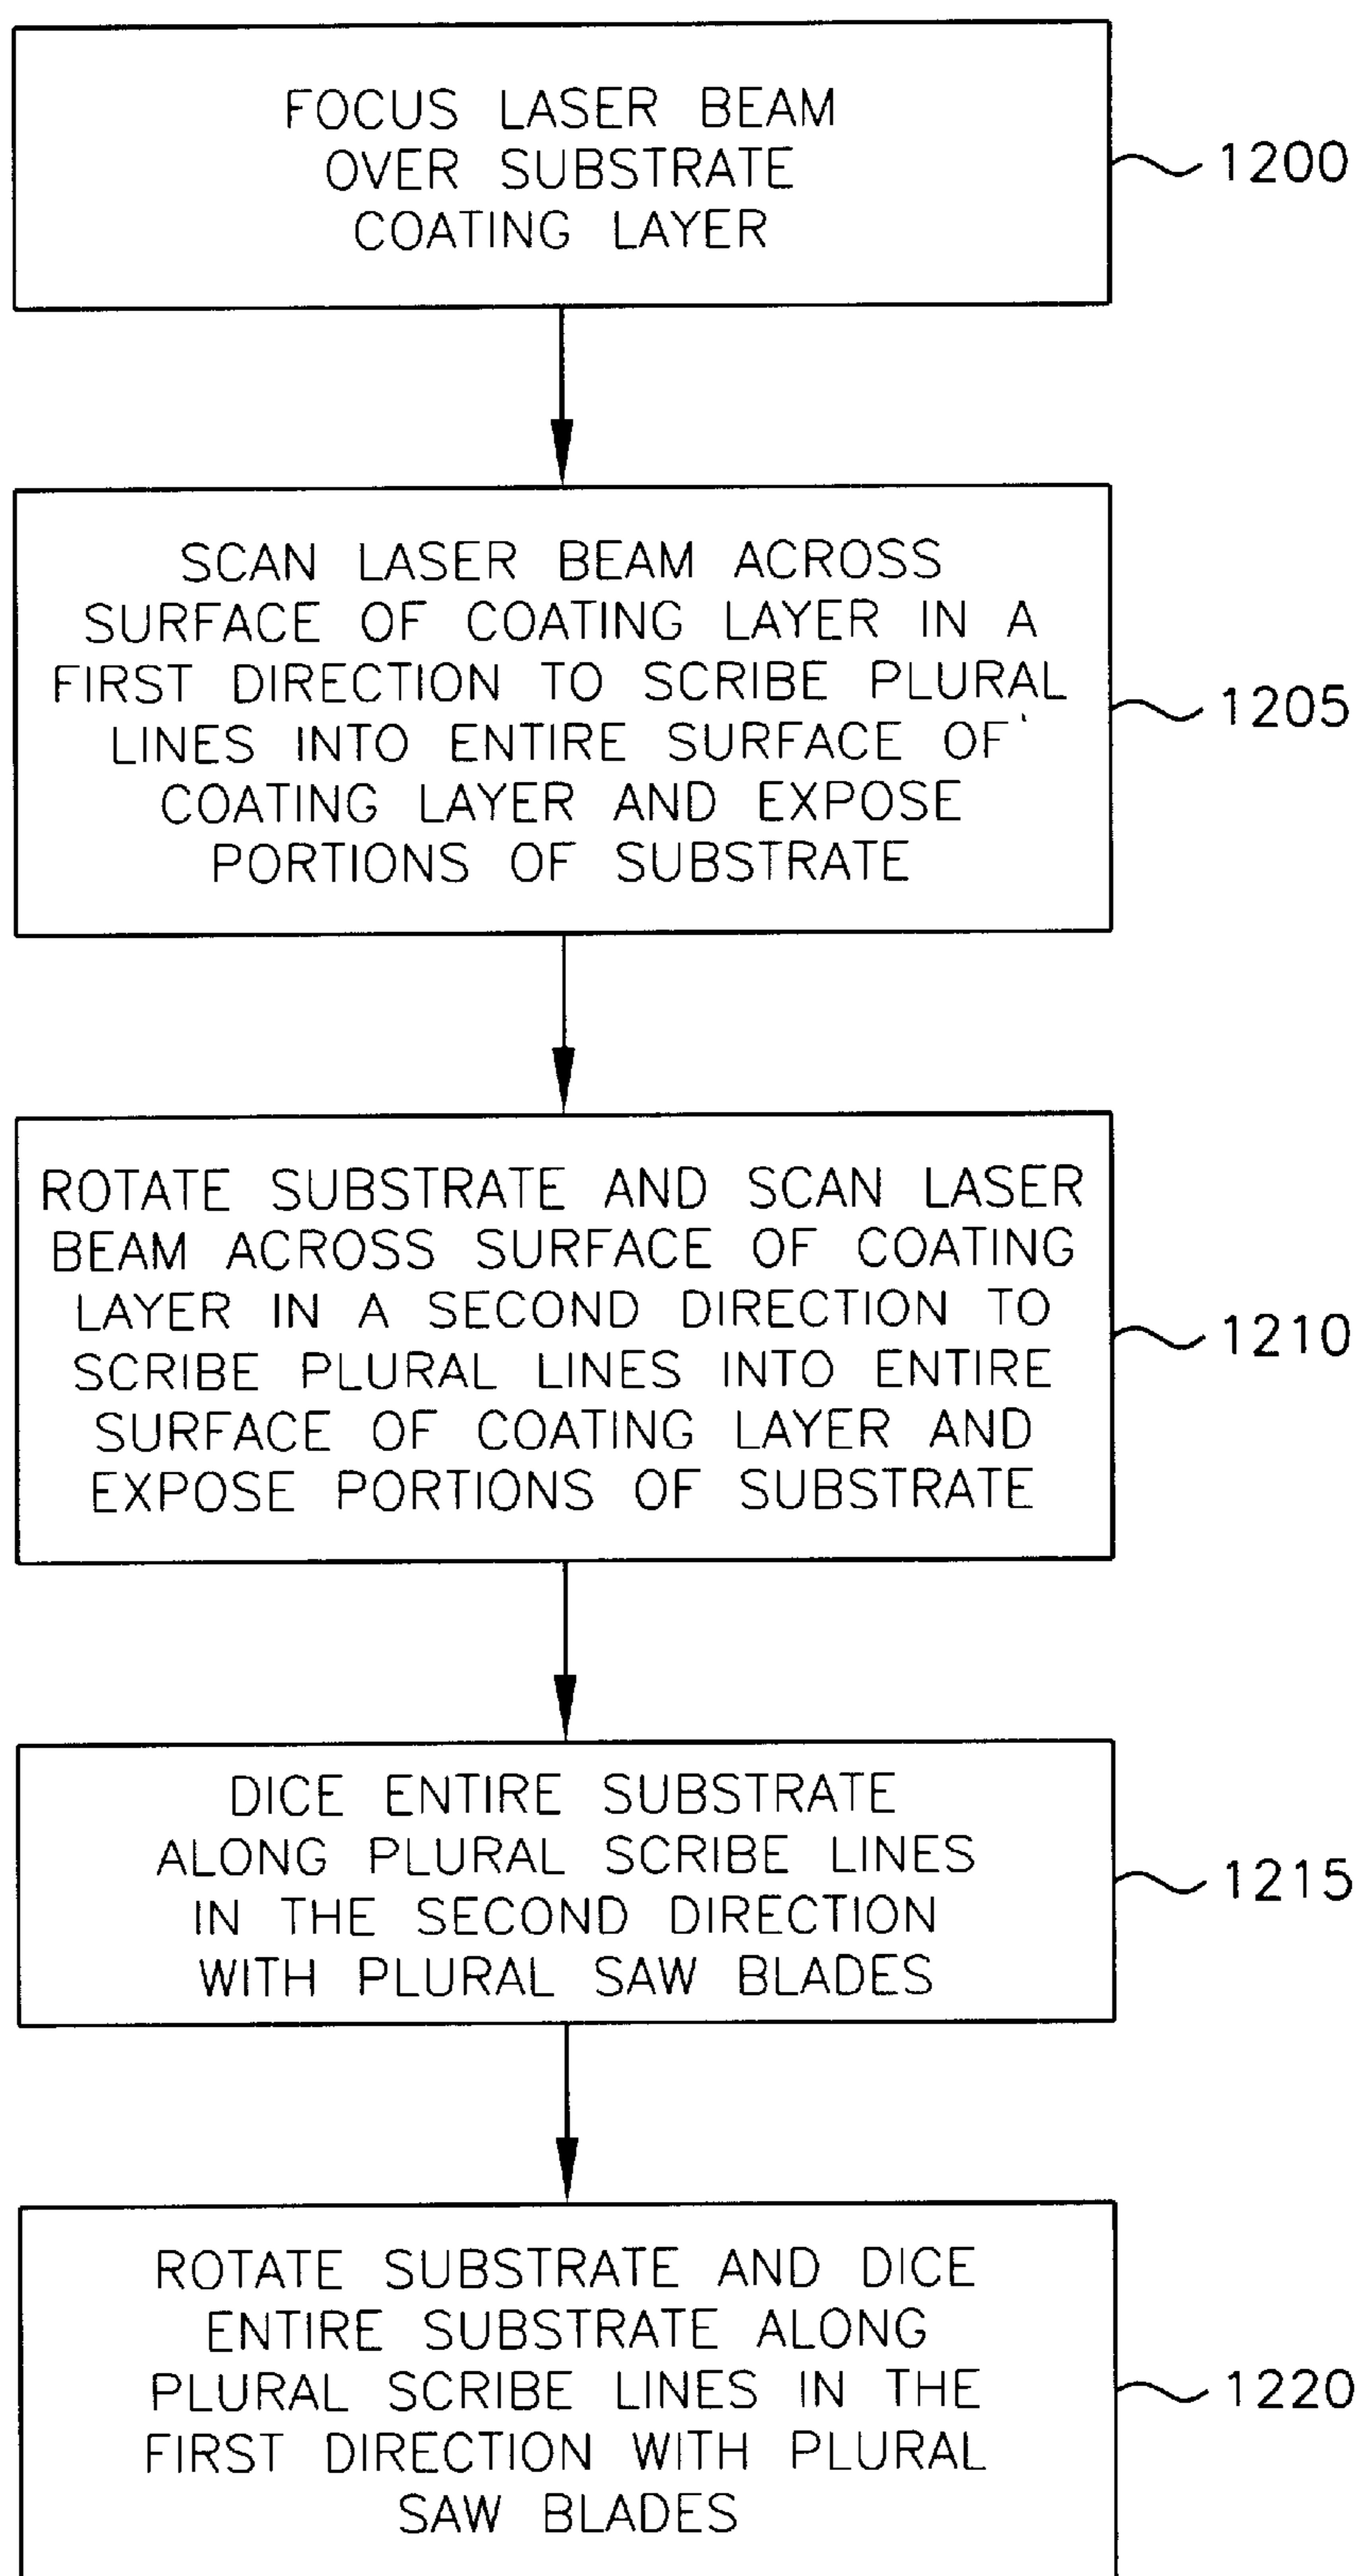 FOCUS LASER BEAM
OVER SUBSTRATE
COATING LAYER
1200
SCAN LASER BEAM ACROSS
SURFACE OF COATING LAYER IN A
FIRST DIRECTION TO SCRIBE PLURAL
LINES INTO ENTIRE SURFACE OF
COATING LAYER AND EXPOSE
PORTIONS OF SUBSTRATE
1205
ROTATE SUBSTRATE AND SCAN LASER
BEAM ACROSS SURFACE OF COATING
LAYER IN A SECOND DIRECTION TO
SCRIBE PLURAL LINES INTO ENTIRE
SURFACE OF COATING LAYER AND
EXPOSE PORTIONS OF SUBSTRATE
1210
DICE ENTIRE SUBSTRATE
ALONG PLURAL SCRIBE LINES
IN THE SECOND DIRECTION
WITH PLURAL SAW BLADES
1215
ROTATE SUBSTRATE AND DICE
ENTIRE SUBSTRATE ALONG
PLURAL SCRIBE LINES IN THE
FIRST DIRECTION WITH PLURAL
SAW BLADES
1220